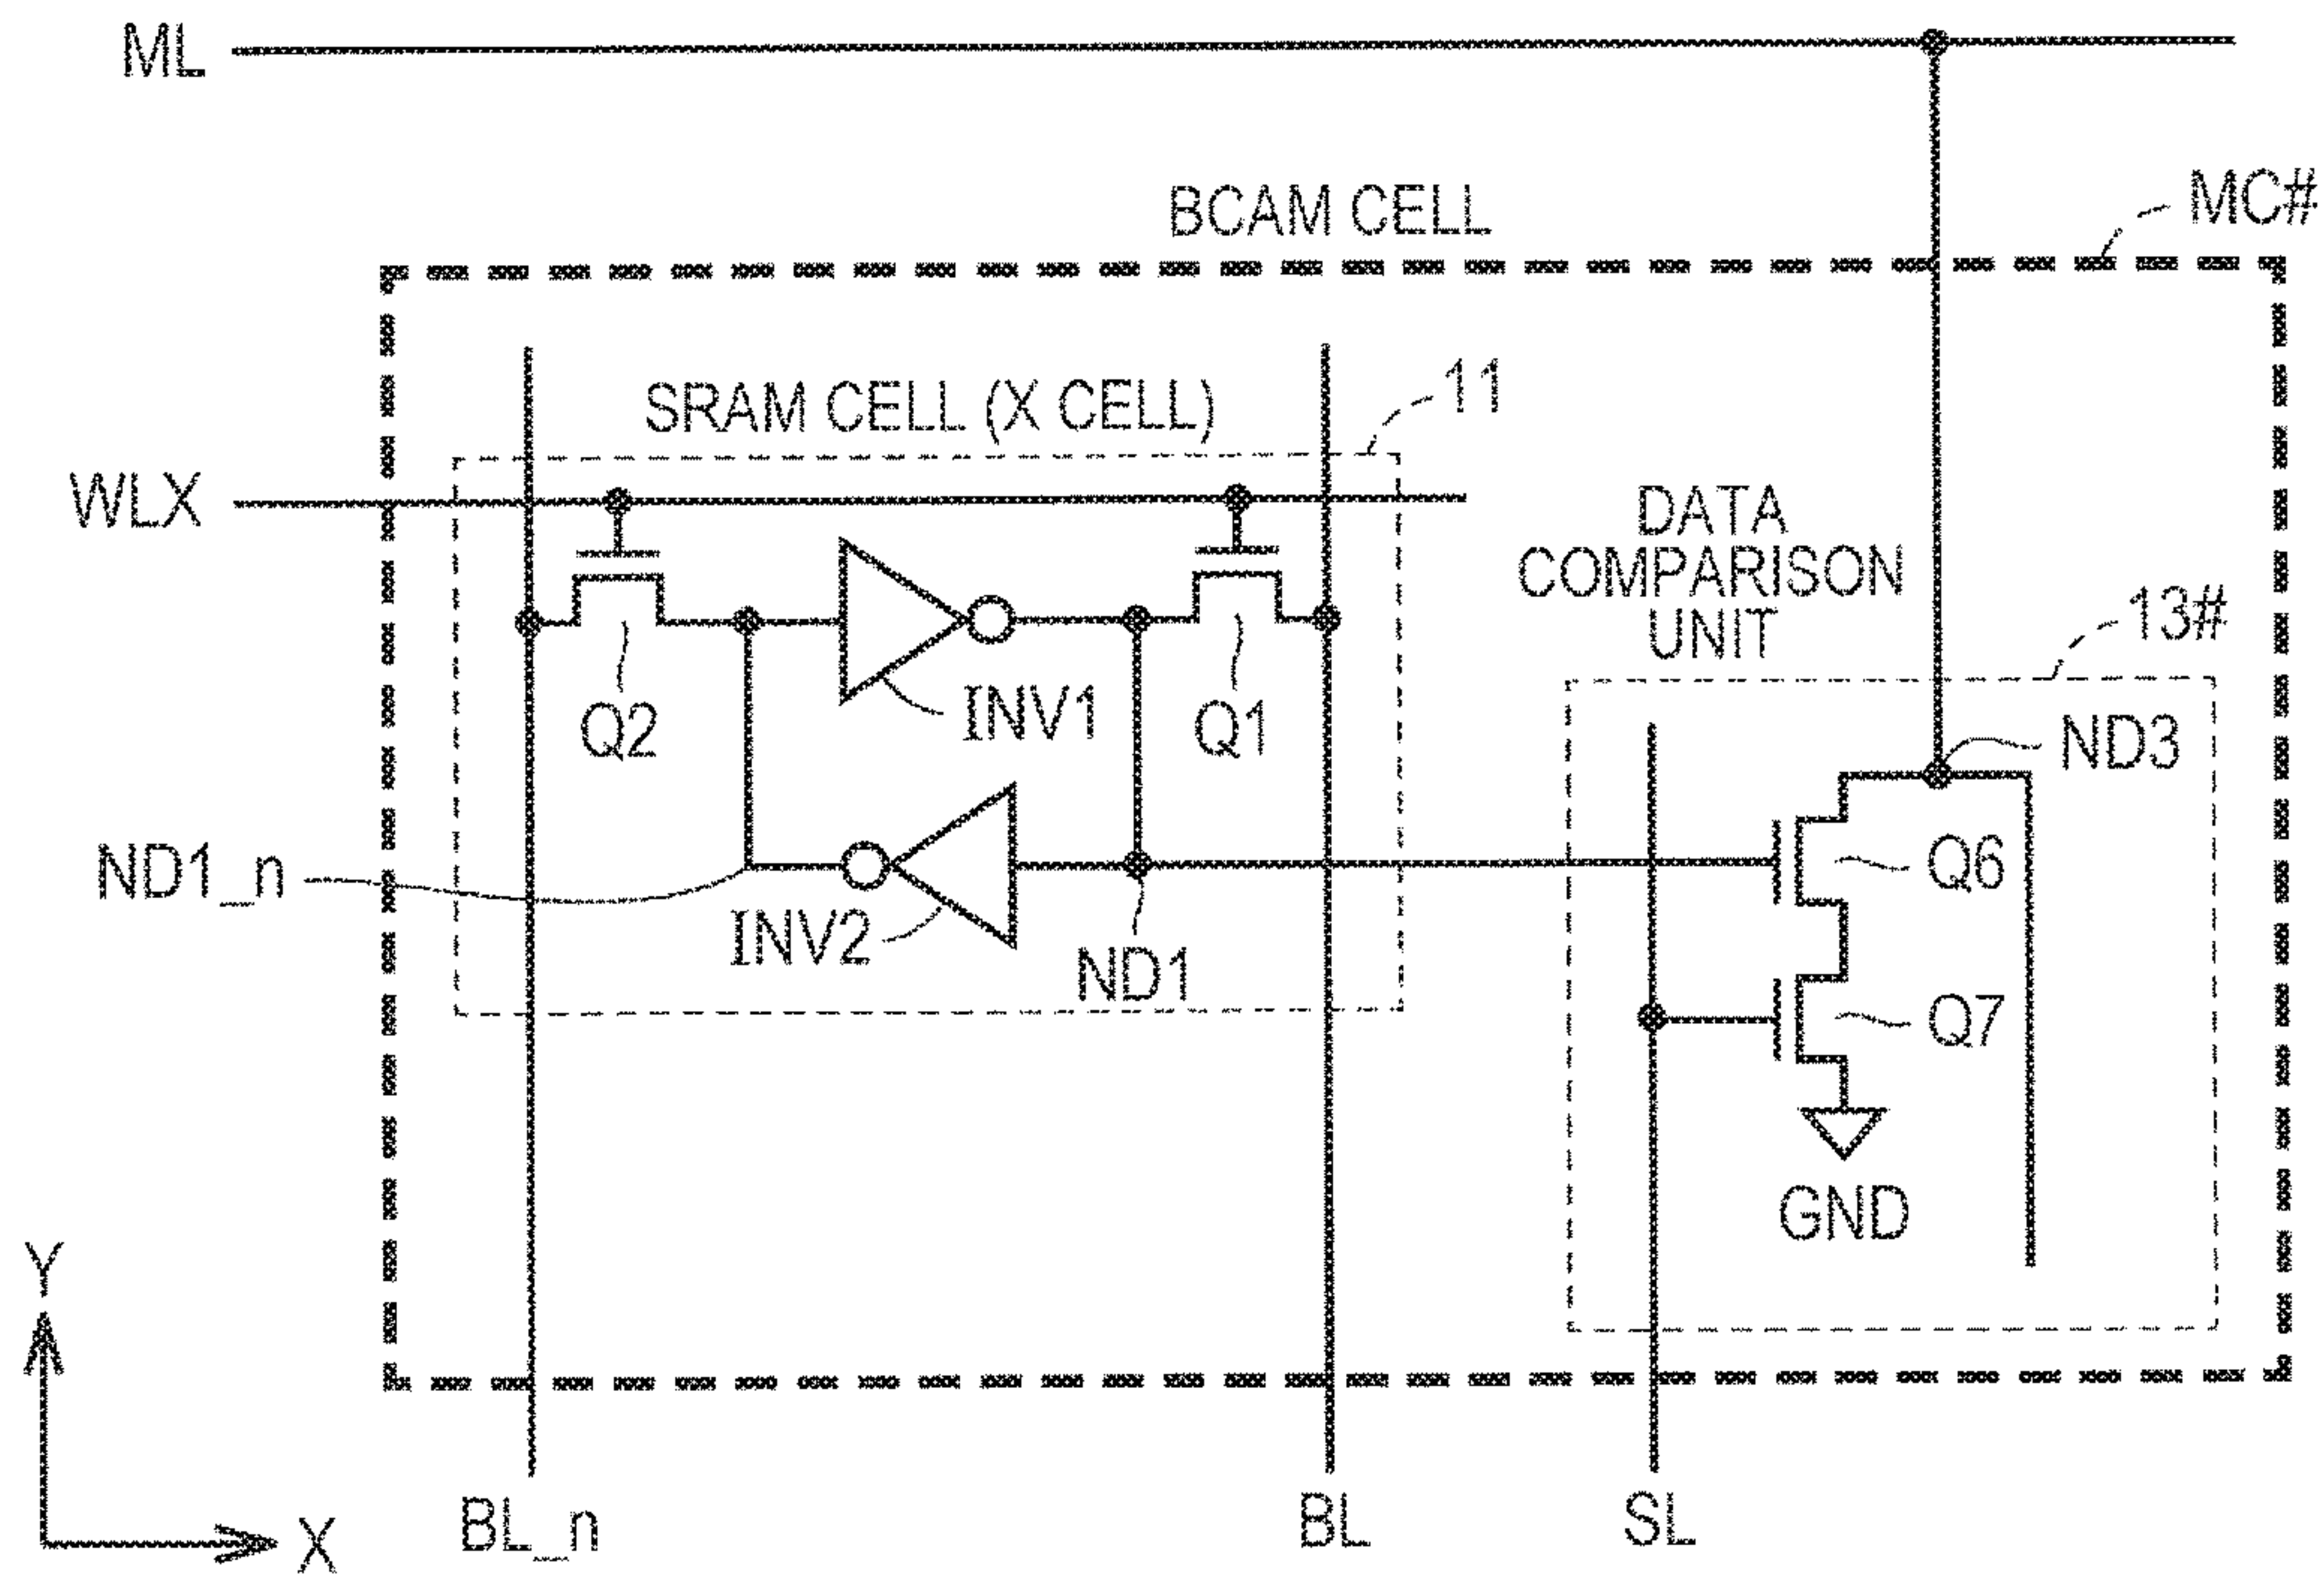 ML
BCAM CELL
MC#
SRAM CELL (X CELL)
11
WLX
DATA
COMPARISON
UNIT
13#
Q2
INV1
Q1
ND3
ND1_n
INV2
ND1
Q6
Q7
GND
Y
X
BL_n
BL
SL